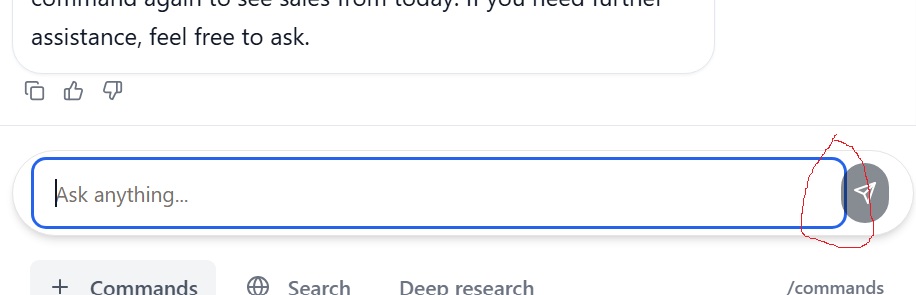 command again to see sales from today. If you need further
assistance, feel free to ask.
Ask anything...
+ Commands Search Deep research /commands